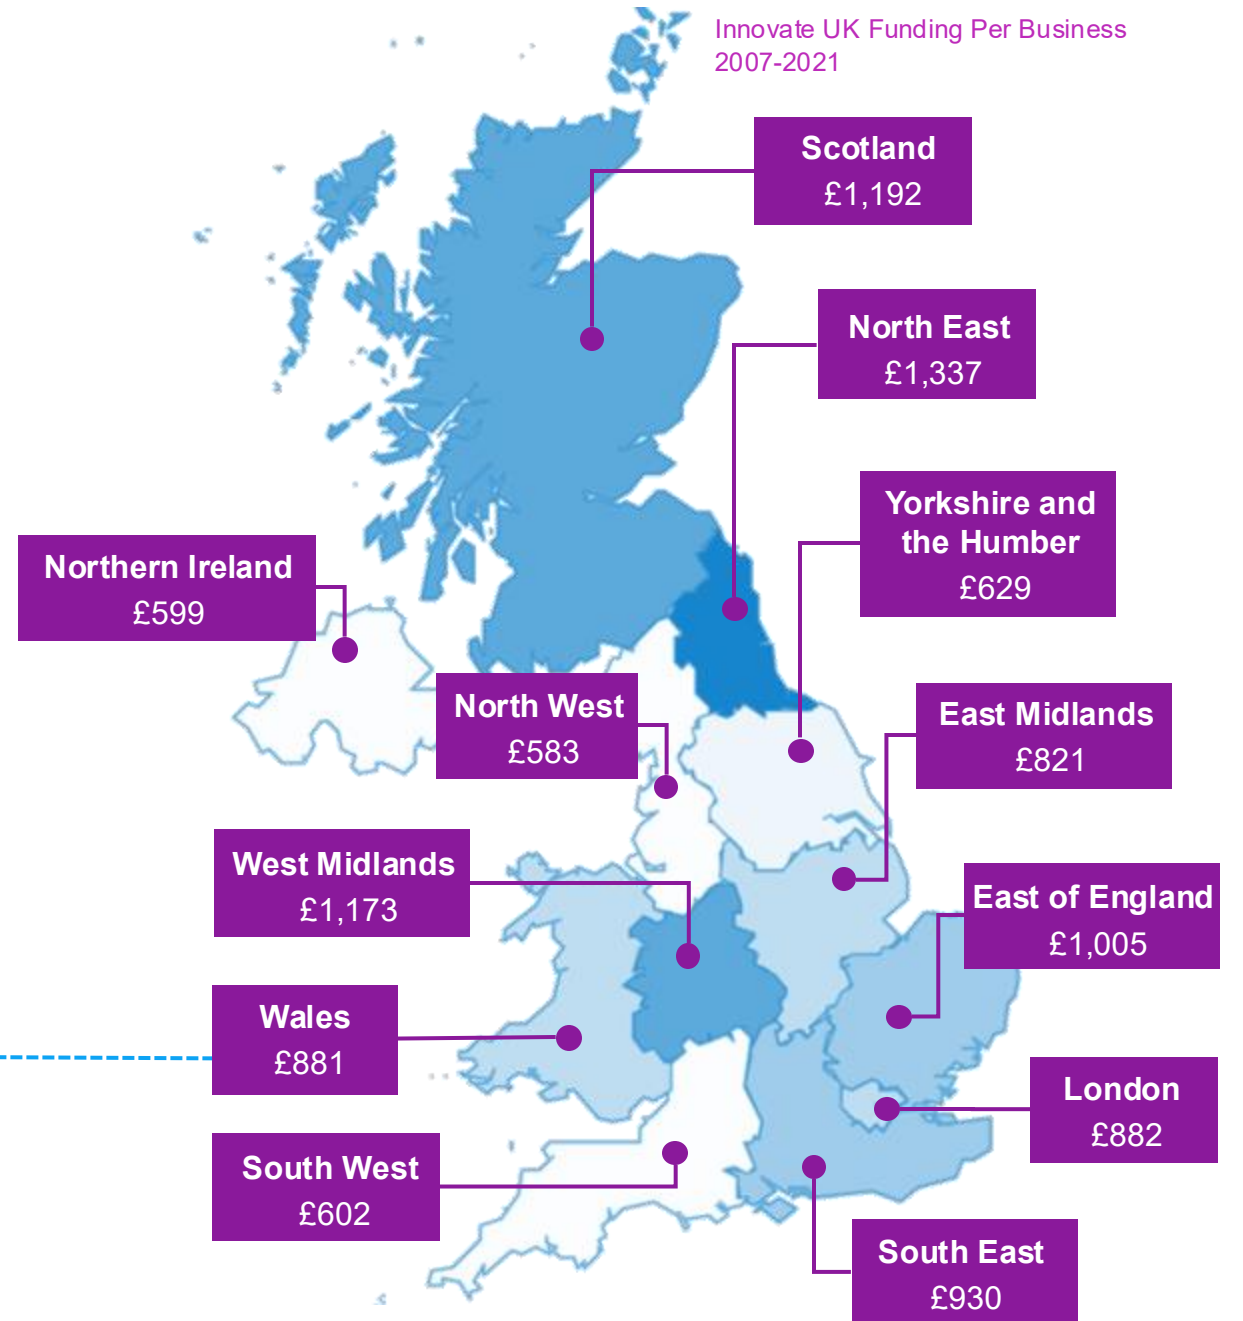 Innovate UK Funding Per Business
2007-2021
Scotland
£1,192
North East
£1,337
Yorkshire and
the Humber
£629
Northern Ireland
£599
North West
£583
East Midlands
£821
West Midlands
£1,173
East of England
£1,005
Wales
£881
London
£882
South West
£602
South East
£930